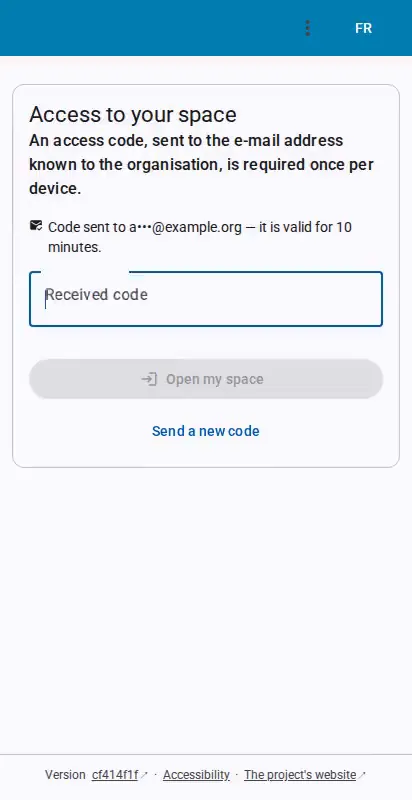 FR
Access to your space
An access code, sent to the e-mail address
known to the organisation, is required once per
device.
Code sent to a•••@example.org — it is valid for 10
minutes.
Received code
Open my space
Send a new code
Version cf414f1f↗ · Accessibility · The project's website↗